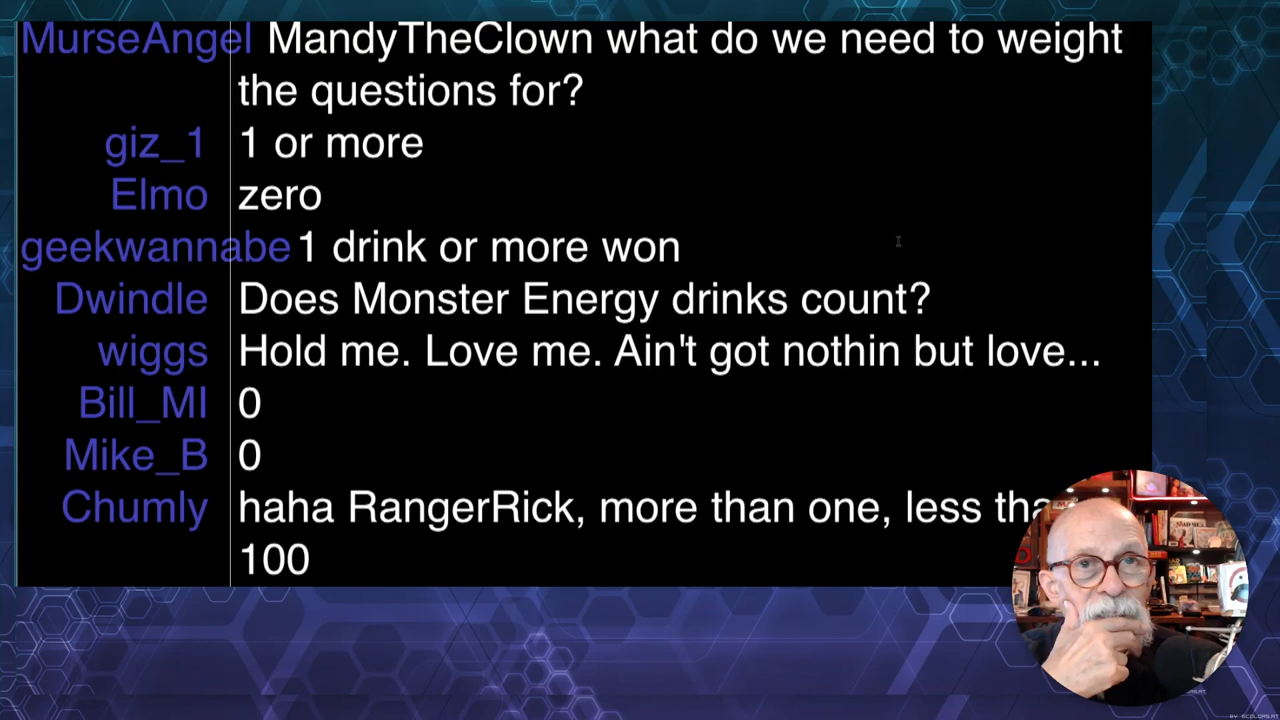 MurseAngel MandyTheClown what do we need to weight
the questions for?
giz_1 1 or more
Elmo zero
geekwannabe 1 drink or more won
Dwindle Does Monster Energy drinks count?
wiggs Hold me. Love me. Ain't got nothin but love...
Bill_MI 0
Mike_B 0
Chumly haha RangerRick, more than one, less tha
100